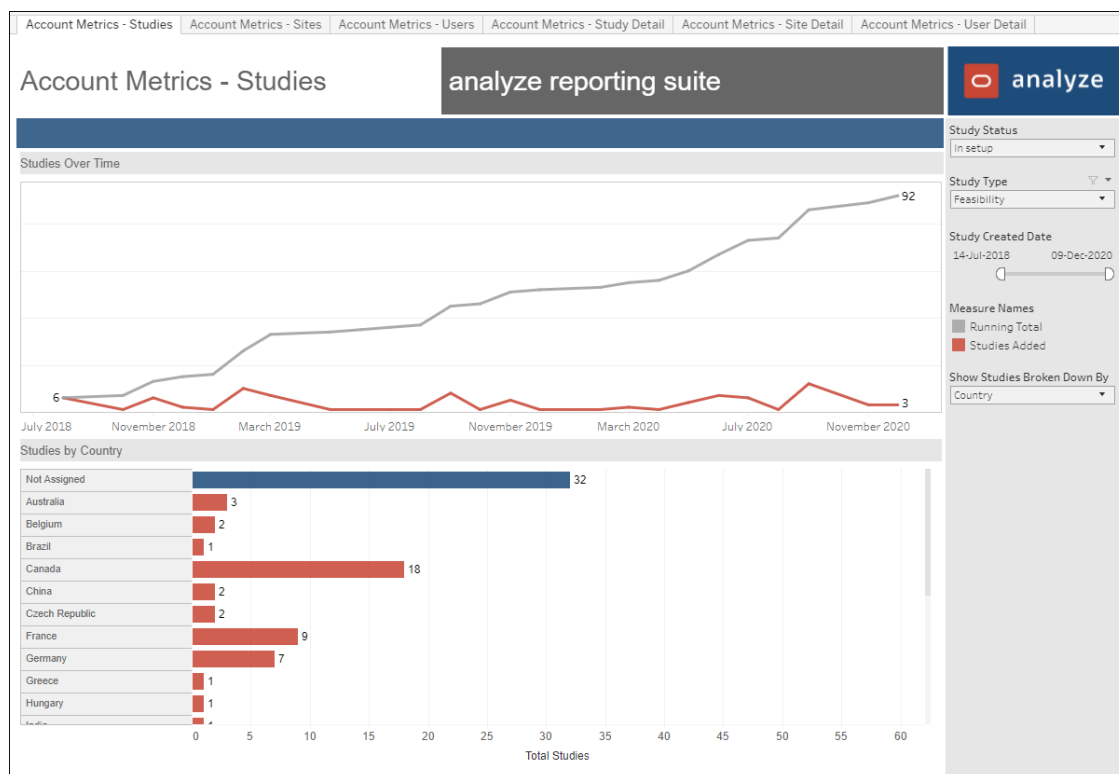 Account Metrics - Studies Account Metrics - Sites Account Metrics - Users Account Metrics - Study Detail Account Metrics - Site Detail Account Metrics - User Detail
Account Metrics - Studies analyze reporting suite analyze
Study Status
In setup
Studies Over Time
Study Type
Feasibility
92
Study Created Date
14-Jul-2018 09-Dec-2020
Measure Names
Running Total
Studies Added
Show Studies Broken Down By
Country
6
3
July 2018 November 2018 March 2019 July 2019 November 2019 March 2020 July 2020 November 2020
Studies by Country
Not Assigned 32
Australia 3
Belgium 2
Brazil 1
Canada 18
China 2
Czech Republic 2
France 9
Germany 7
Greece 1
Hungary 1
India 1
0 5 10 15 20 25 30 35 40 45 50 55 60
Total Studies